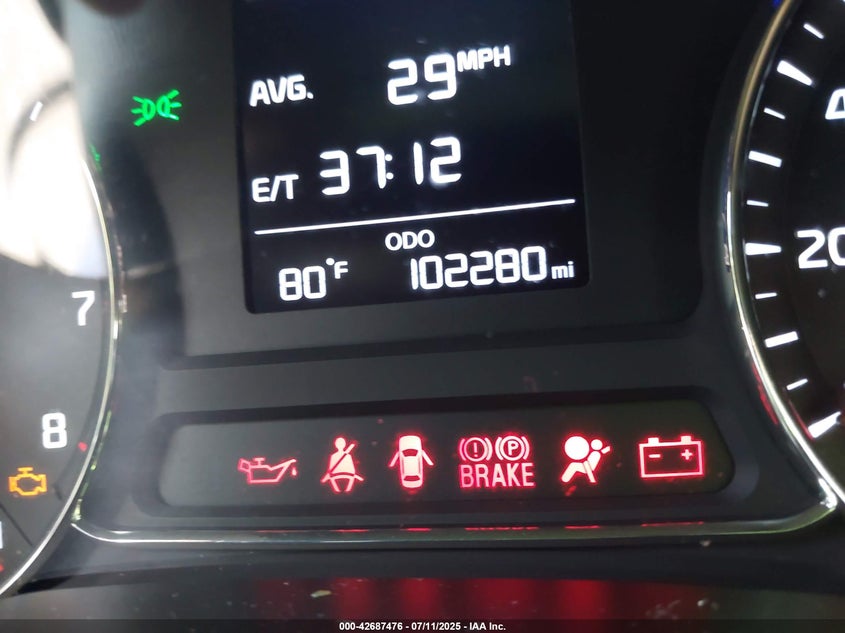 AVG. 29 MPH
E/T 37:12
ODO
80°F 102280 mi
7
8
20
BRAKE
000-42687476 - 07/11/2025 - IAA Inc.